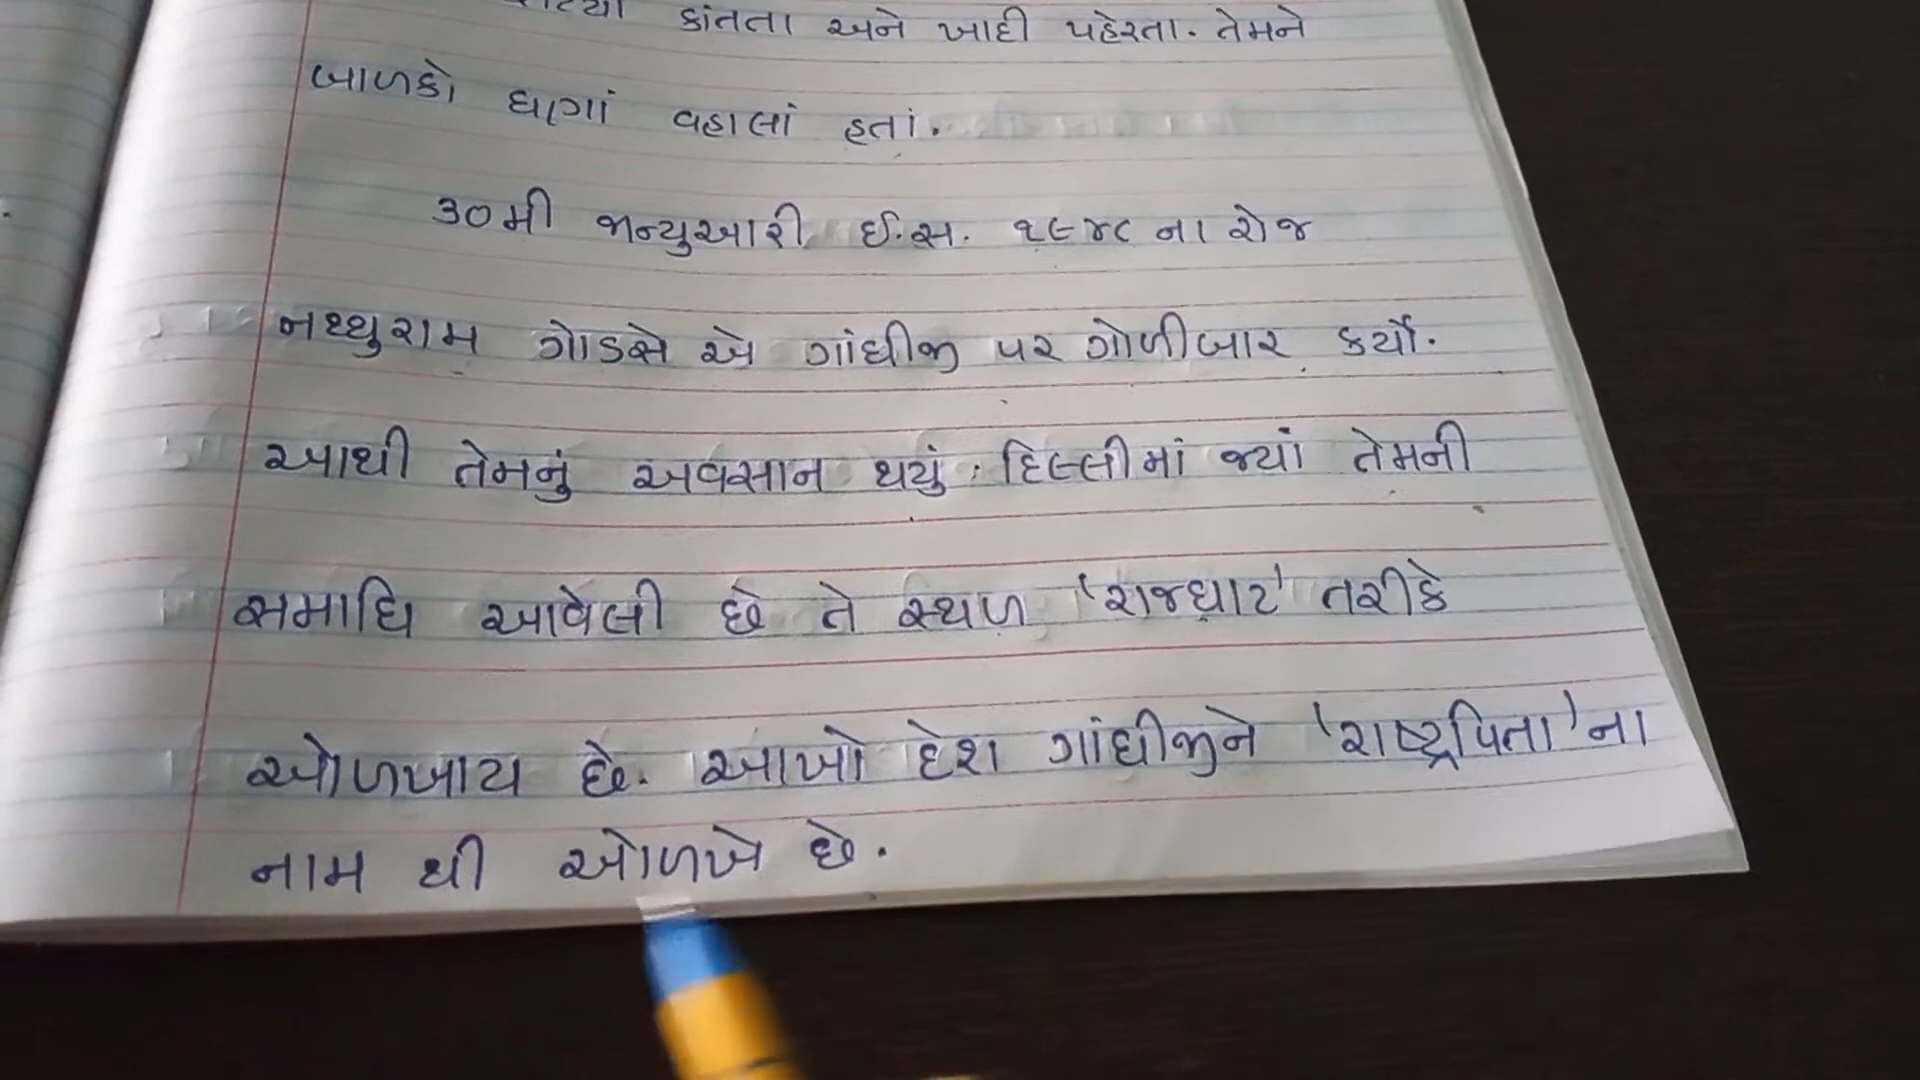 કાંતતા અને ખાદી પહેરતા. તેમને
બાળકો ઘણાં વહાલાં હતાં.
૩૦મી જાન્યુઆરી ઈ.સ. ૧૯૪૮ ના રોજ
નથ્થુરામ ગોડસે એ ગાંધીજી પર ગોળીબાર કર્યો.
આથી તેમનું અવસાન થયું. દિલ્લીમાં જ્યાં તેમની
સમાધિ આવેલી છે તે સ્થળ 'રાજઘાટ' તરીકે
ઓળખાય છે. આખો દેશ ગાંધીજીને 'રાષ્ટ્રપિતા'ના
નામ થી ઓળખે છે.